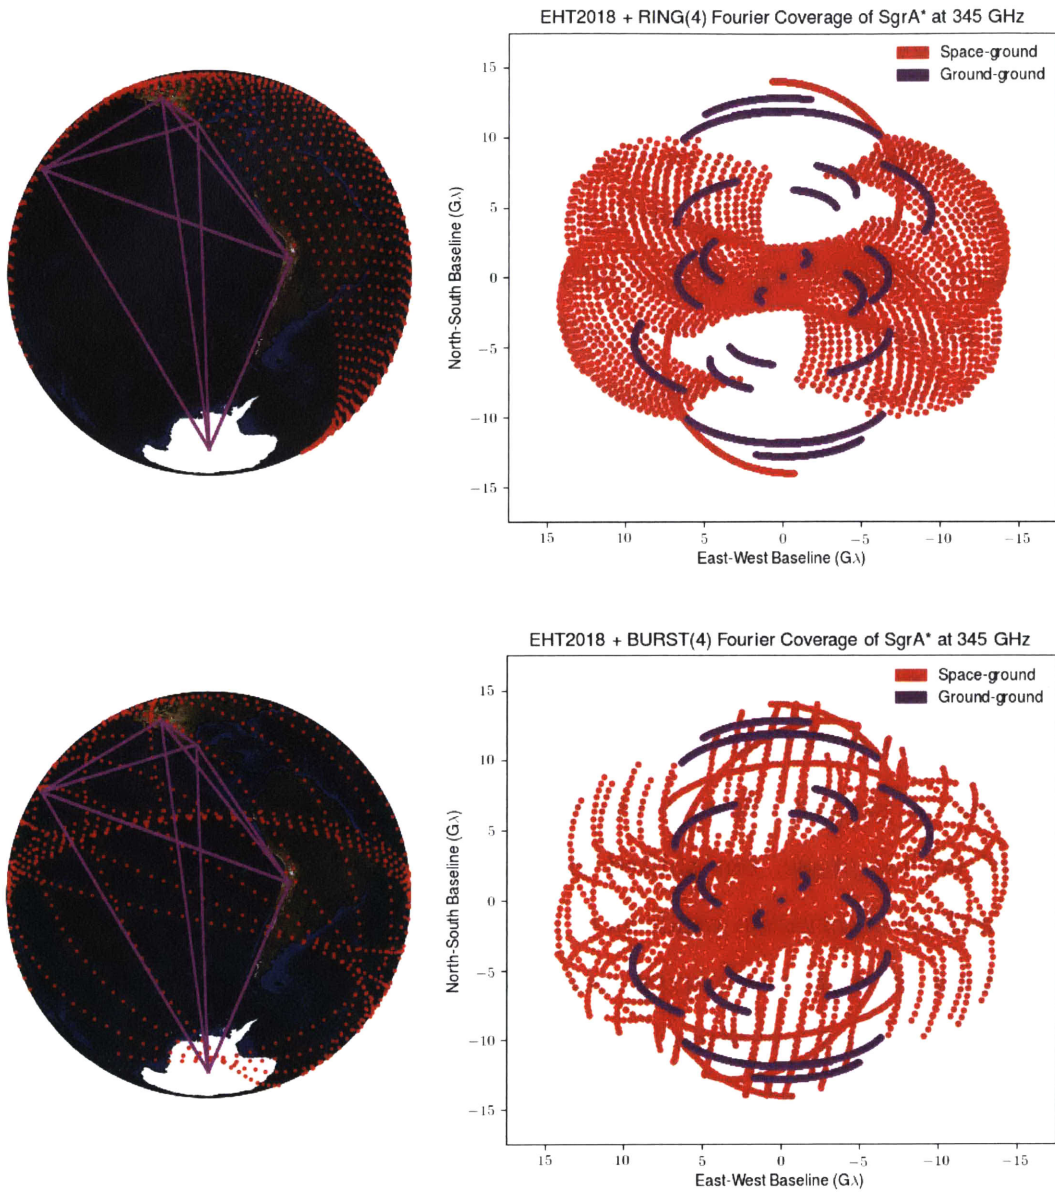 EHT2018 + RING(4) Fourier Coverage of SgrA* at 345 GHz
Space-ground
Ground-ground
North-South Baseline (Gλ)
15
10
5
0
−5
−10
−15
15 10 5 0 −5 −10 −15
East-West Baseline (Gλ)
EHT2018 + BURST(4) Fourier Coverage of SgrA* at 345 GHz
Space-ground
Ground-ground
North-South Baseline (Gλ)
15
10
5
0
−5
−10
−15
15 10 5 0 −5 −10 −15
East-West Baseline (Gλ)